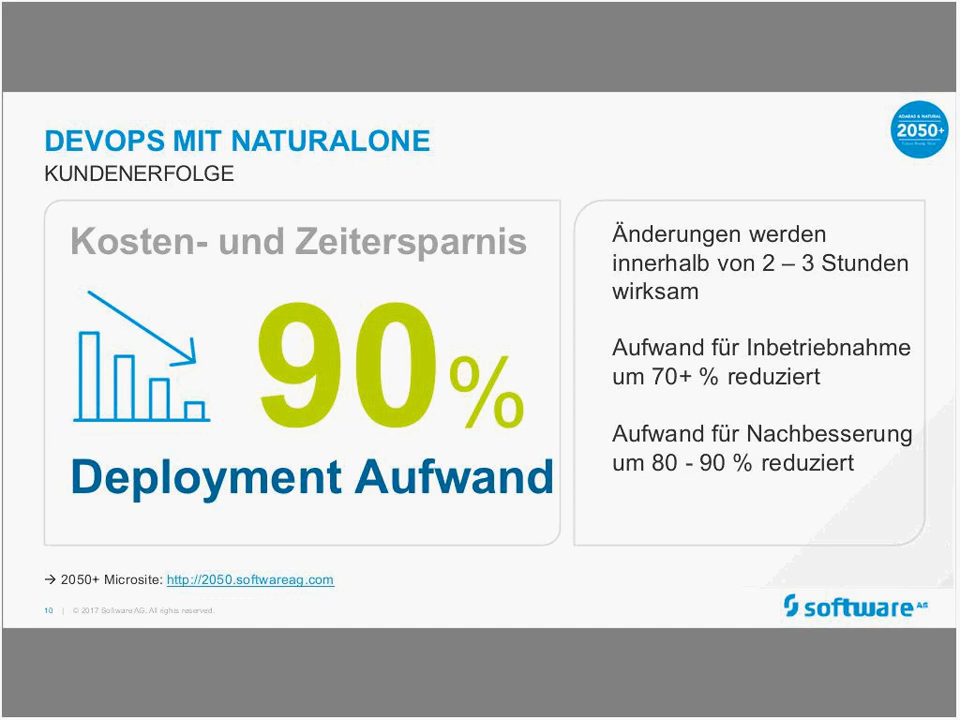 DEVOPS MIT NATURALONE
KUNDENERFOLGE
ADABAS & NATURAL
2050+
Kosten- und Zeitersparnis
90%
Deployment Aufwand
Änderungen werden
innerhalb von 2 – 3 Stunden
wirksam
Aufwand für Inbetriebnahme
um 70+ % reduziert
Aufwand für Nachbesserung
um 80 - 90 % reduziert
→ 2050+ Microsite: http://2050.softwareag.com
10 | © 2017 Software AG. All rights reserved.
software AG